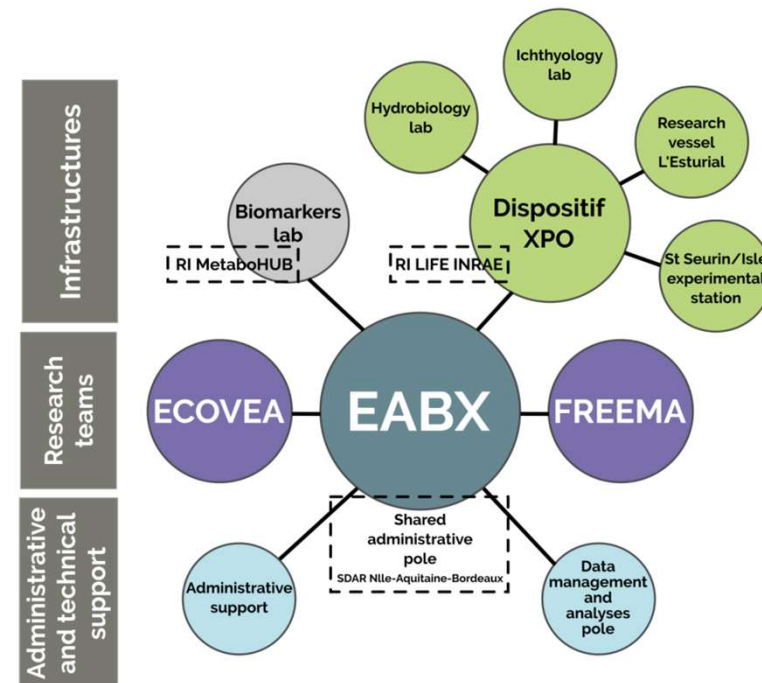 Infrastructures
Ichthyology
lab
Hydrobiology
lab
Research
vessel
L'Esturial
Biomarkers
lab
RI MetaboHUB
Dispositif
XPO
RI LIFE INRAE
St Seurin/Isle
experimental
station
Research
teams
ECOVEA
EABX
FREEMA
Administrative
and technical
support
Shared
administrative
pole
SDAR Nlle-Aquitaine-Bordeaux
Administrative
support
Data
management
and
analyses
pole